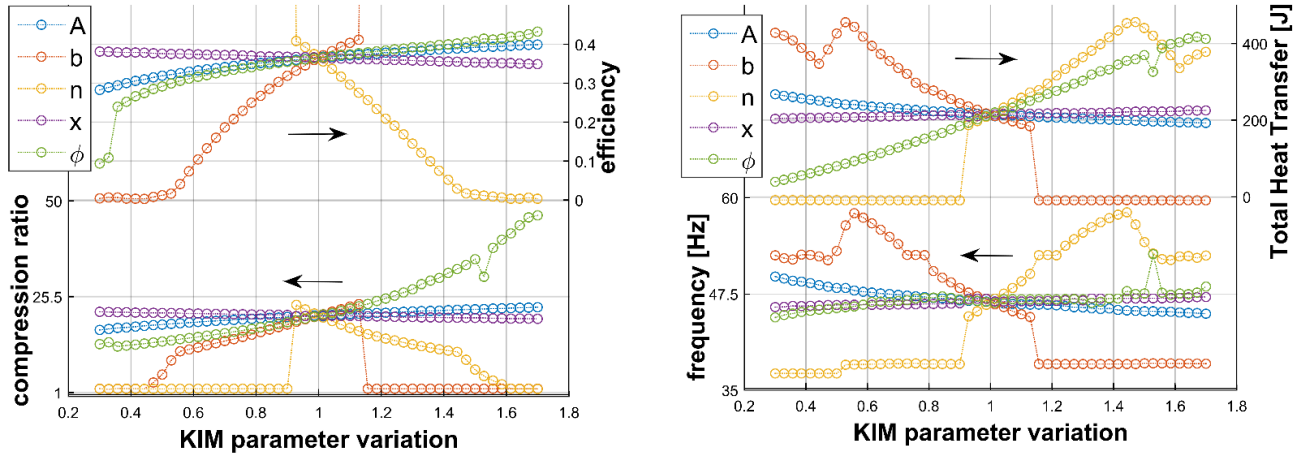 A
b
n
x
ϕ
0.4
0.3
0.2
0.1
0
efficiency
50
25.5
1
compression ratio
0.2 0.4 0.6 0.8 1 1.2 1.4 1.6 1.8
KIM parameter variation
A
b
n
x
ϕ
400
200
0
Total Heat Transfer [J]
60
47.5
35
frequency [Hz]
0.2 0.4 0.6 0.8 1 1.2 1.4 1.6 1.8
KIM parameter variation